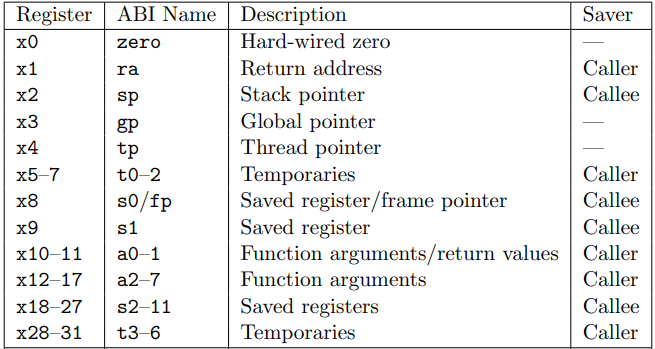 Register ABI Name Description Saver
x0 zero Hard-wired zero —
x1 ra Return address Caller
x2 sp Stack pointer Callee
x3 gp Global pointer —
x4 tp Thread pointer —
x5–7 t0–2 Temporaries Caller
x8 s0/fp Saved register/frame pointer Callee
x9 s1 Saved register Callee
x10–11 a0–1 Function arguments/return values Caller
x12–17 a2–7 Function arguments Caller
x18–27 s2–11 Saved registers Callee
x28–31 t3–6 Temporaries Caller